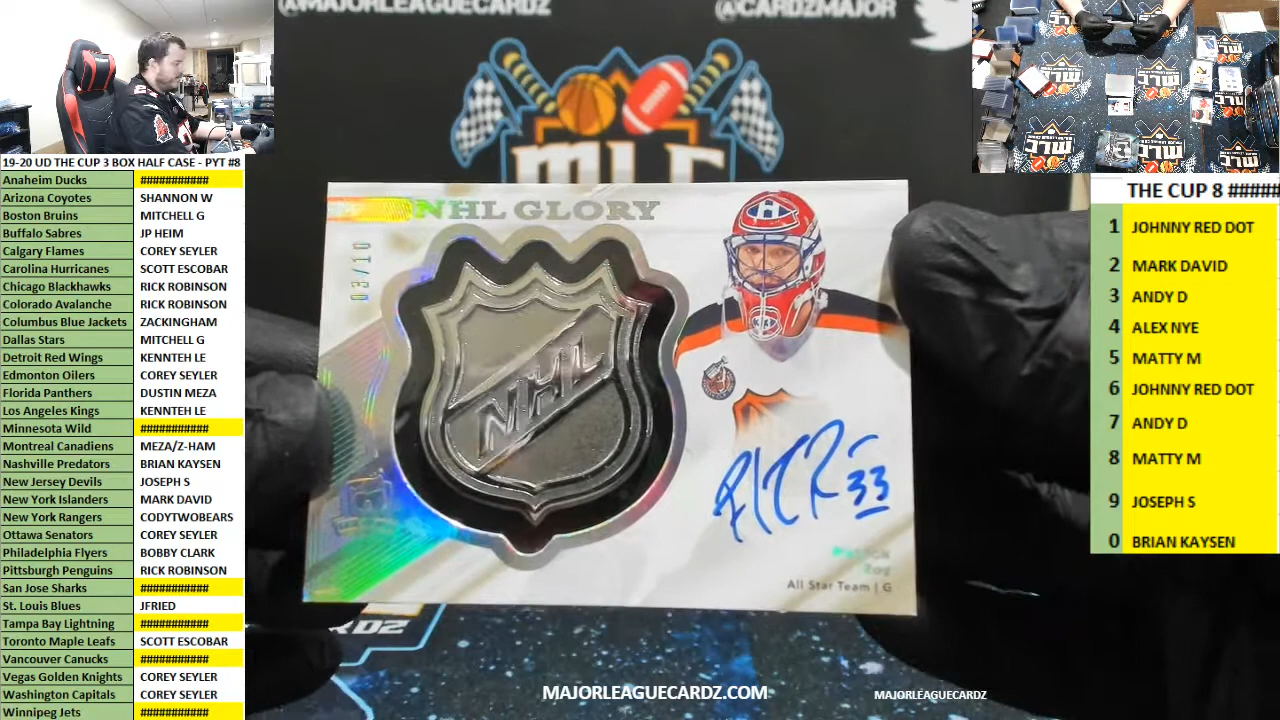 @MAJORLEAGUECARDZ
@CARDZMAJOR
MLC
19-20 UD THE CUP 3 BOX HALF CASE - PYT #8
Anaheim Ducks ###########
Arizona Coyotes SHANNON W
Boston Bruins MITCHELL G
Buffalo Sabres JP HEIM
Calgary Flames COREY SEYLER
Carolina Hurricanes SCOTT ESCOBAR
Chicago Blackhawks RICK ROBINSON
Colorado Avalanche RICK ROBINSON
Columbus Blue Jackets ZACKINGHAM
Dallas Stars MITCHELL G
Detroit Red Wings KENNTEH LE
Edmonton Oilers COREY SEYLER
Florida Panthers DUSTIN MEZA
Los Angeles Kings KENNTEH LE
Minnesota Wild ###########
Montreal Canadiens MEZA/Z-HAM
Nashville Predators BRIAN KAYSEN
New Jersey Devils JOSEPH S
New York Islanders MARK DAVID
New York Rangers CODYTWOBEARS
Ottawa Senators COREY SEYLER
Philadelphia Flyers BOBBY CLARK
Pittsburgh Penguins RICK ROBINSON
San Jose Sharks ###########
St. Louis Blues JFRIED
Tampa Bay Lightning ###########
Toronto Maple Leafs SCOTT ESCOBAR
Vancouver Canucks ###########
Vegas Golden Knights COREY SEYLER
Washington Capitals COREY SEYLER
Winnipeg Jets ###########
NHL GLORY
03/10
NHL
33
Patrick
Roy
All Star Team | G
RDZ
MAJORLEAGUECARDZ.COM
MAJORLEAGUECARDZ
THE CUP 8 #####
1 JOHNNY RED DOT
2 MARK DAVID
3 ANDY D
4 ALEX NYE
5 MATTY M
6 JOHNNY RED DOT
7 ANDY D
8 MATTY M
9 JOSEPH S
0 BRIAN KAYSEN